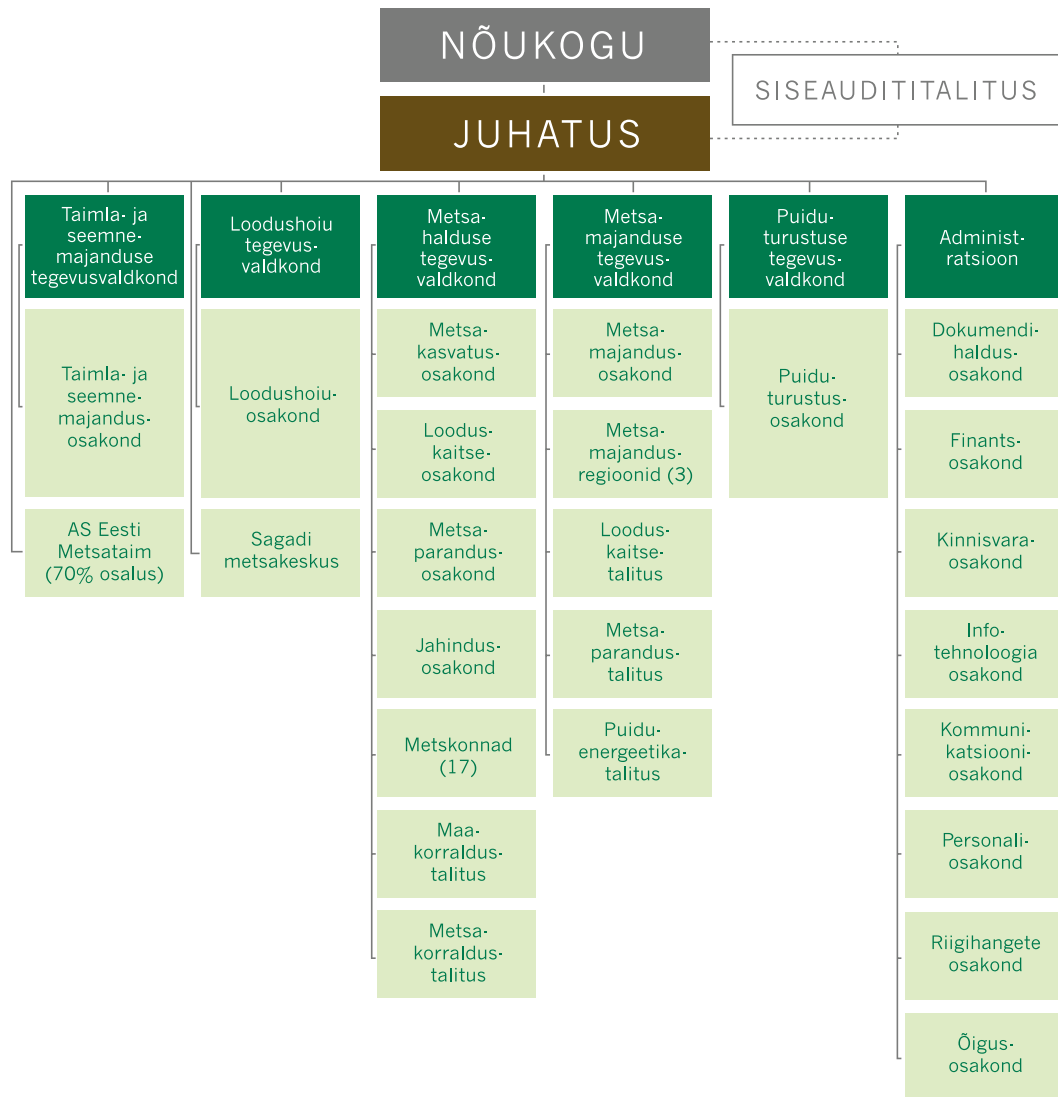 NÕUKOGU
SISEAUDITITALITUS
JUHATUS
Taimla- ja
seemne-
majanduse
tegevusvaldkond
Taimla- ja
seemne-
majandus-
osakond
AS Eesti
Metsataim
(70% osalus)
Loodushoiu
tegevus-
valdkond
Loodushoiu-
osakond
Sagadi
metsakeskus
Metsa-
halduse
tegevus-
valdkond
Metsa-
kasvatus-
osakond
Loodus-
kaitse-
osakond
Metsa-
parandus-
osakond
Jahindus-
osakond
Metskonnad
(17)
Maa-
korraldus-
talitus
Metsa-
korraldus-
talitus
Metsa-
majanduse
tegevus-
valdkond
Metsa-
majandus-
osakond
Metsa-
majandus-
regioonid (3)
Loodus-
kaitse-
talitus
Metsa-
parandus-
talitus
Puidu-
energeetika-
talitus
Puidu-
turustuse
tegevus-
valdkond
Puidu-
turustus-
osakond
Administ-
ratsioon
Dokumendi-
haldus-
osakond
Finants-
osakond
Kinnisvara-
osakond
Info-
tehnoloogia
osakond
Kommuni-
katsiooni-
osakond
Personali-
osakond
Riigihangete
osakond
Õigus-
osakond